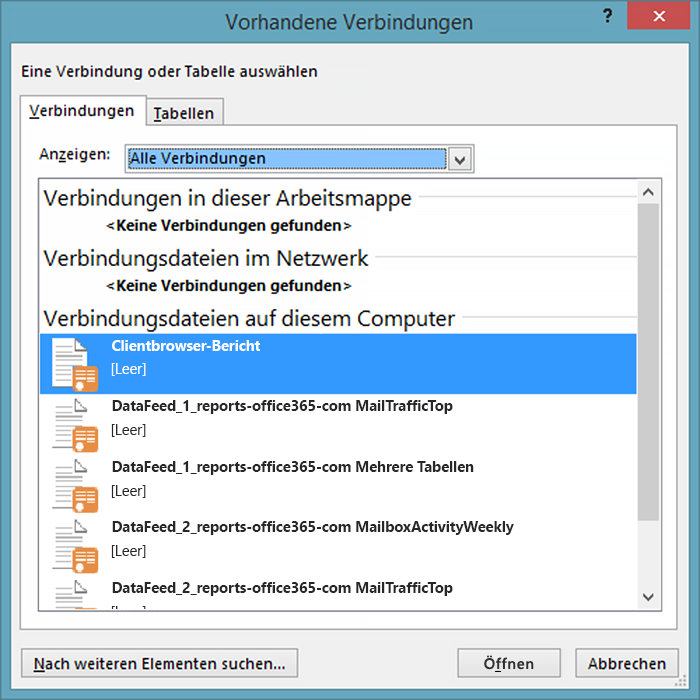 Vorhandene Verbindungen
?
Eine Verbindung oder Tabelle auswählen
Verbindungen
Tabellen
Anzeigen:
Alle Verbindungen
Verbindungen in dieser Arbeitsmappe
<Keine Verbindungen gefunden>
Verbindungsdateien im Netzwerk
<Keine Verbindungen gefunden>
Verbindungsdateien auf diesem Computer
Clientbrowser-Bericht
[Leer]
DataFeed_1_reports-office365-com MailTrafficTop
[Leer]
DataFeed_1_reports-office365-com Mehrere Tabellen
[Leer]
DataFeed_2_reports-office365-com MailboxActivityWeekly
[Leer]
DataFeed_2_reports-office365-com MailTrafficTop
Nach weiteren Elementen suchen...
Öffnen
Abbrechen